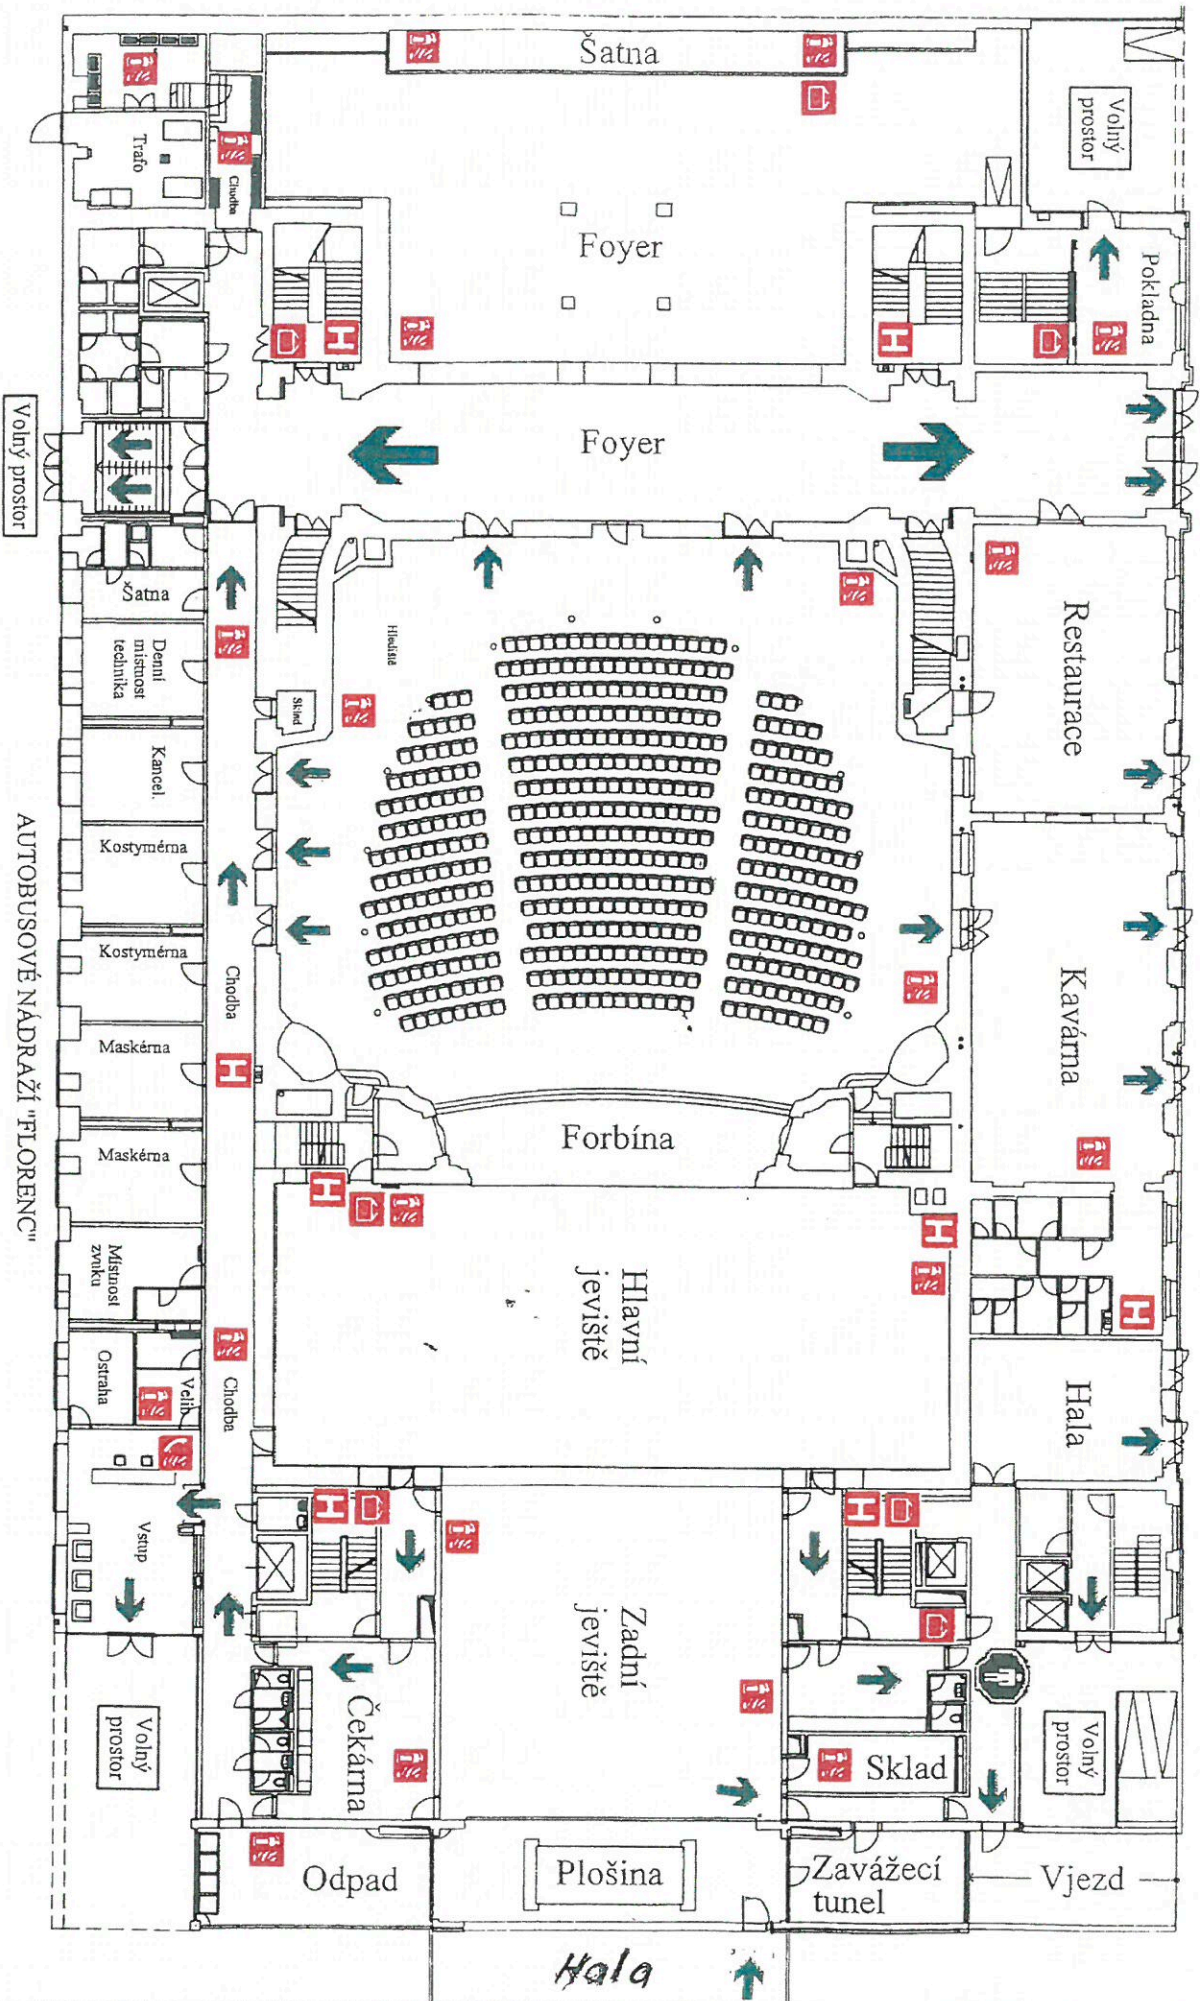 Šatna
Volný
prostor
Trafo
Chodba
Foyer
Pokladna
Foyer
Volný prostor
Šatna
Denní
místnost
technika
Hlediště
Sklad
Restaurace
Kancel.
Kostymérna
Kostymérna
Chodba
Kavárna
Maskérna
Maskérna
Forbína
H
H
H
H
H
H
H
H
Hlavní
jeviště
Místnost
zvuku
Ostraha
Velín
Chodba
Hala
Vstup
Zadní
jeviště
Čekárna
Volný
prostor
Volný
prostor
Sklad
Odpad
Plošina
Zavážecí
tunel
Vjezd
Hala
AUTOBUSOVÉ NÁDRAŽÍ "FLORENC"